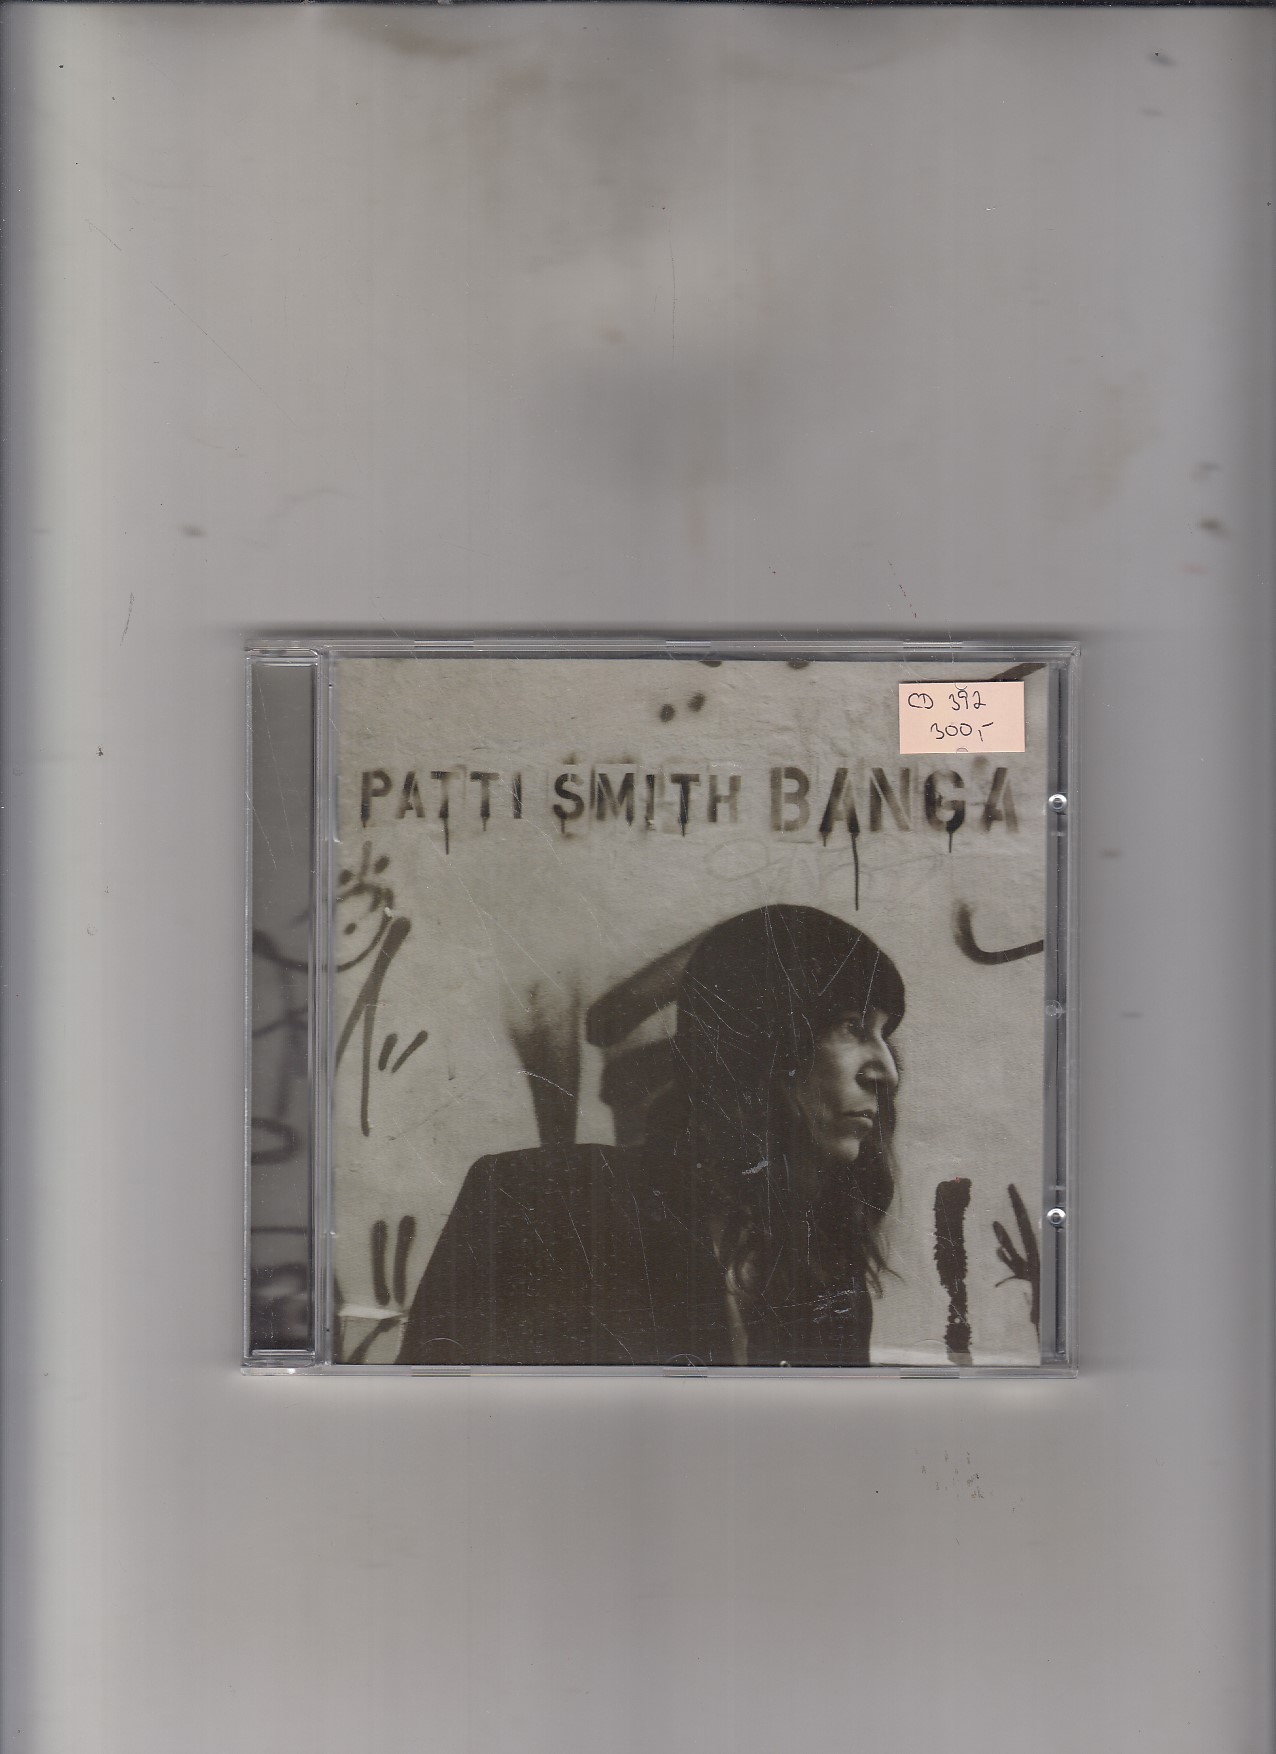 CD 392
300,-
PATTI SMITH BANGA